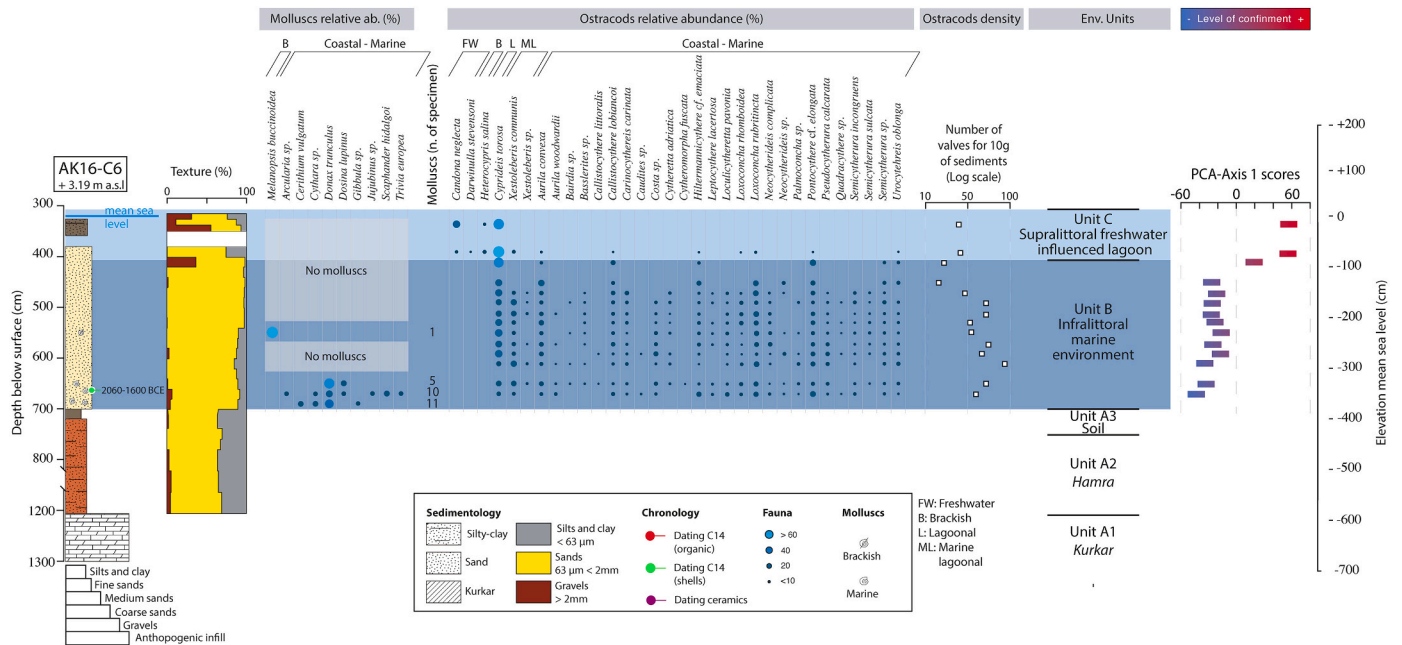 Molluscs relative ab. (%)
Ostracods relative abundance (%)
Ostracods density
Env. Units
- Level of confinment +
B
Coastal - Marine
FW
B
L
ML
Coastal - Marine
AK16-C6
+ 3.19 m a.s.l
Texture (%)
0
100
Melanopsis buccinoidea
Arcularia sp.
Cerithium vulgatum
Cythara sp.
Donax trunculus
Dosina lupinus
Gibbula sp.
Jujubinus sp.
Scaphander hidalgoi
Trivia europea
Molluscs (n. of specimen)
Candona neglecta
Darwinulla stevensoni
Heterocypris salina
Cyprideis torosa
Xestoleberis communis
Xestoleberis sp.
Aurila convexa
Aurila woodwardii
Bairdia sp.
Basslerites sp.
Callistocythere littoralis
Callistocythere lobiancoi
Carinocythereis carinata
Caudites sp.
Costa sp.
Cytheretta adriatica
Cytheromorpha fuscata
Hiltermannicythere cf. emaciata
Leptocythere lacertosa
Loculicytheretta pavonia
Loxoconcha rhomboidea
Loxoconcha rubritincta
Neocytherideis complicata
Neocytherideis sp.
Palmoconcha sp.
Pontocythere cf. elongata
Pseudocytherura calcarata
Quadracythere sp.
Semicytherura incongruens
Semicytherura sulcata
Semicytherura sp.
Urocythreis oblonga
Number of
valves for 10g
of sediments
(Log scale)
10
50
100
PCA-Axis 1 scores
-60
0
60
Depth below surface (cm)
300
400
500
600
700
800
1200
1300
mean sea
level
2060-1600 BCE
No molluscs
No molluscs
1
5
10
11
Unit C
Supralittoral freshwater
influenced lagoon
Unit B
Infralittoral
marine
environment
Unit A3
Soil
Unit A2
Hamra
Unit A1
Kurkar
Elevation mean sea level (cm)
+200
+100
0
-100
-200
-300
-400
-500
-600
-700
Silts and clay
Fine sands
Medium sands
Coarse sands
Gravels
Anthopogenic infill
Sedimentology
Silty-clay
Sand
Kurkar
Silts and clay
< 63 µm
Sands
63 µm < 2mm
Gravels
> 2mm
Chronology
Dating C14
(organic)
Dating C14
(shells)
Dating ceramics
Fauna
> 60
40
20
<10
Molluscs
Brackish
Marine
FW: Freshwater
B: Brackish
L: Lagoonal
ML: Marine
lagoonal